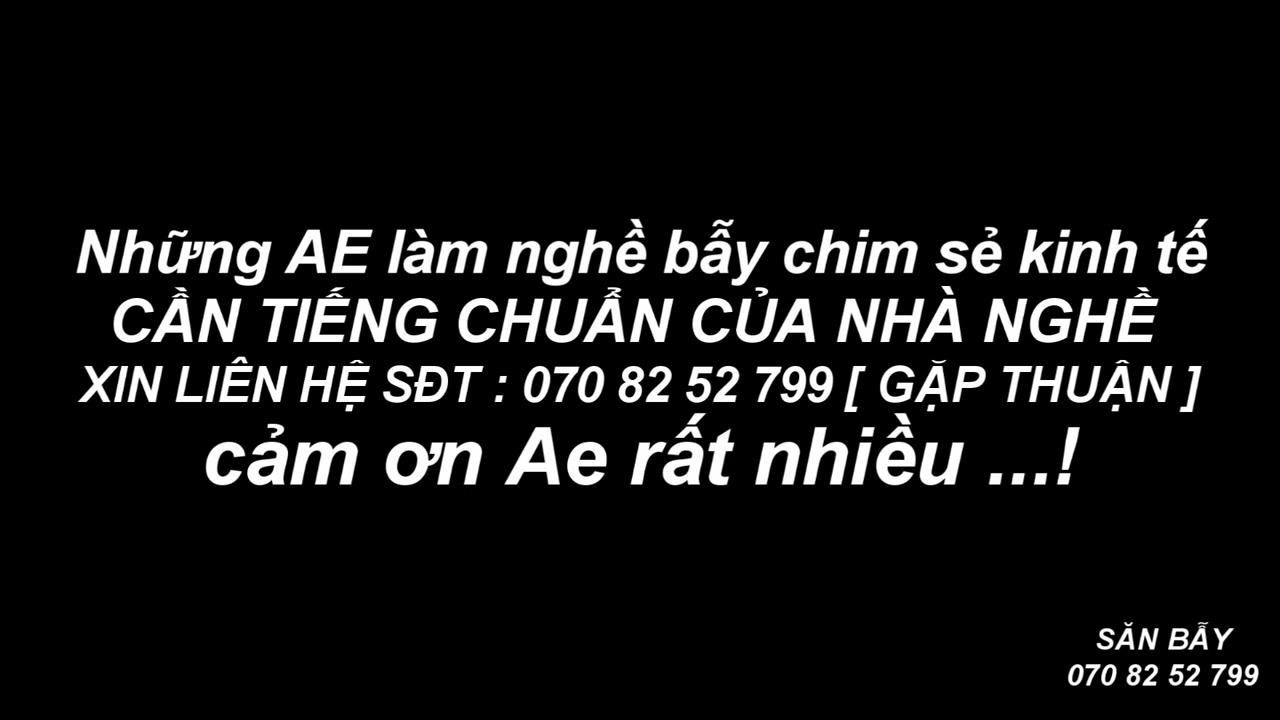 Những AE làm nghề bẫy chim sẻ kinh tế
CẦN TIẾNG CHUẨN CỦA NHÀ NGHỀ
XIN LIÊN HỆ SĐT : 070 82 52 799 [ GẶP THUẬN ]
cảm ơn Ae rất nhiều ...!
SĂN BẪY
070 82 52 799